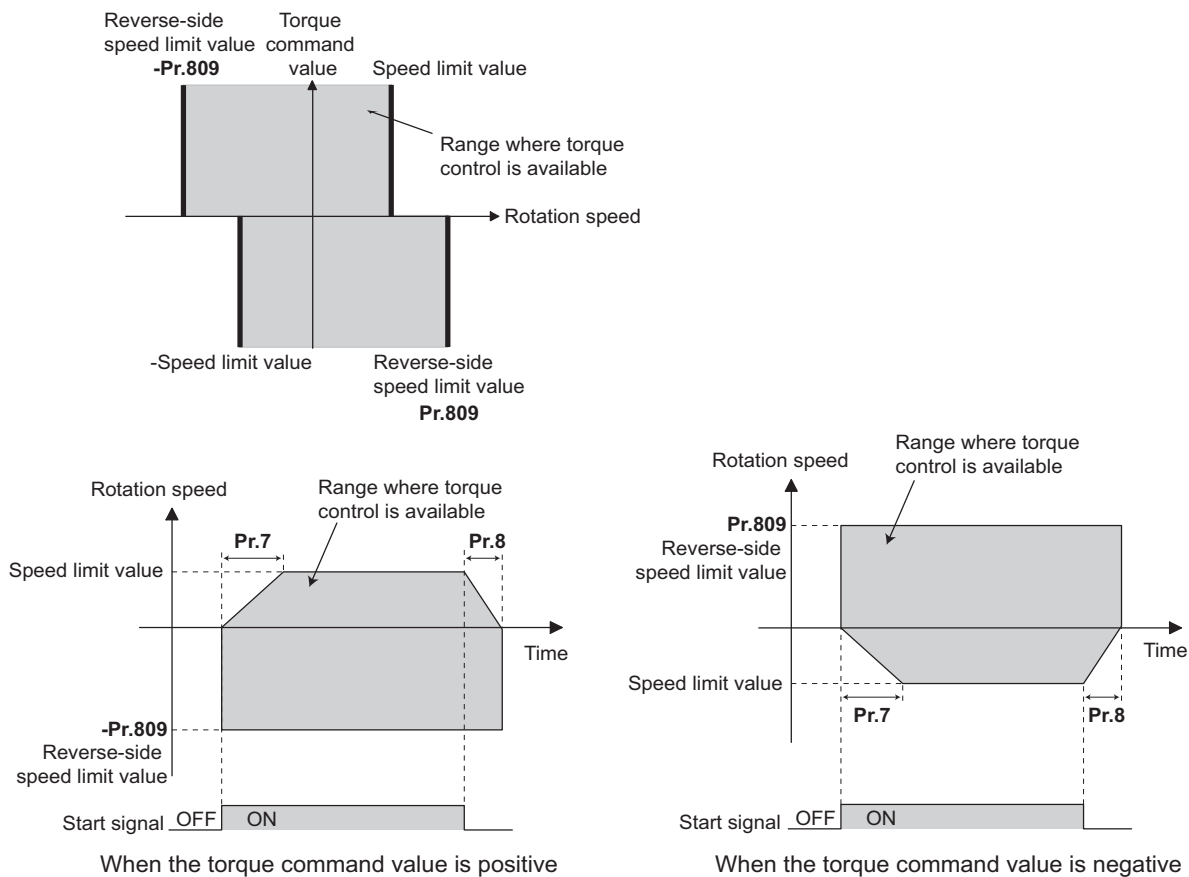 Reverse-side
speed limit value
-Pr.809
Torque
command
value
Speed limit value
Range where torque
control is available
Rotation speed
-Speed limit value
Reverse-side
speed limit value
Pr.809
Rotation speed
Range where torque
control is available
Pr.7
Pr.8
Speed limit value
Time
-Pr.809
Reverse-side
speed limit value
Start signal
OFF
ON
When the torque command value is positive
Range where torque
control is available
Rotation speed
Pr.809
Reverse-side
speed limit value
Time
Speed limit value
Pr.7
Pr.8
Start signal
OFF
ON
When the torque command value is negative